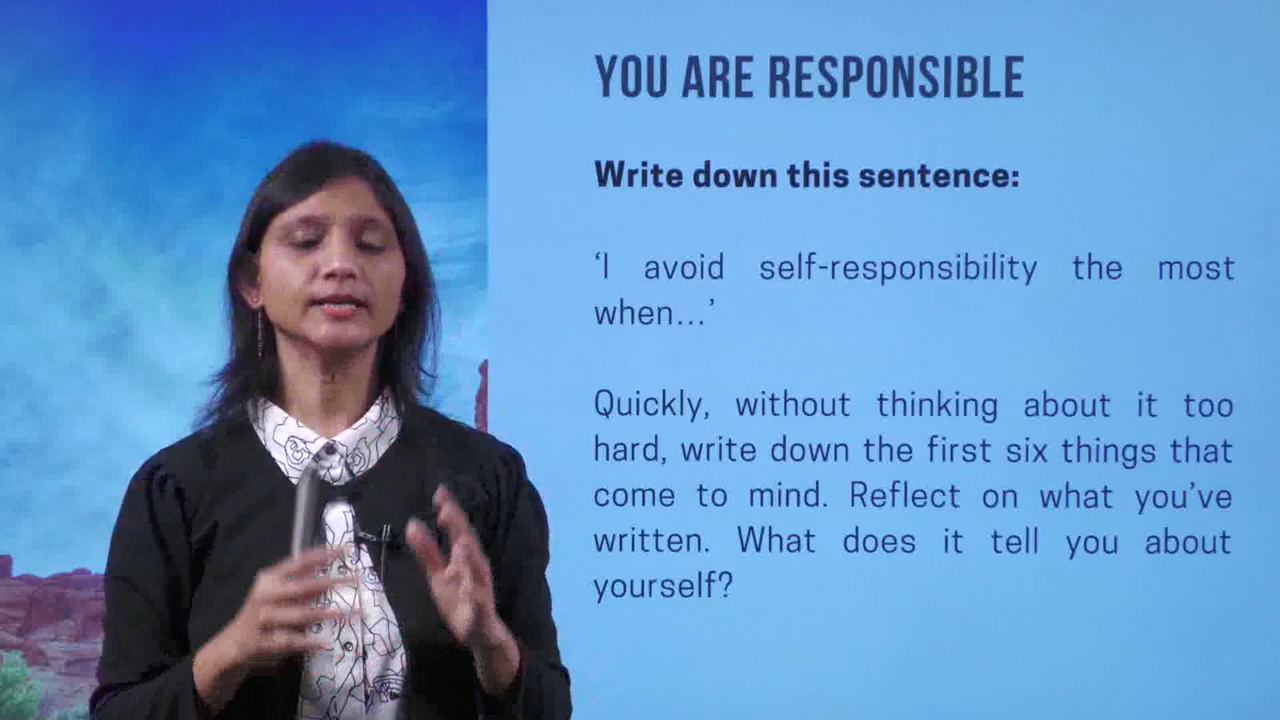 YOU ARE RESPONSIBLE
Write down this sentence:
‘I avoid self-responsibility the most
when...’
Quickly, without thinking about it too
hard, write down the first six things that
come to mind. Reflect on what you’ve
written. What does it tell you about
yourself?